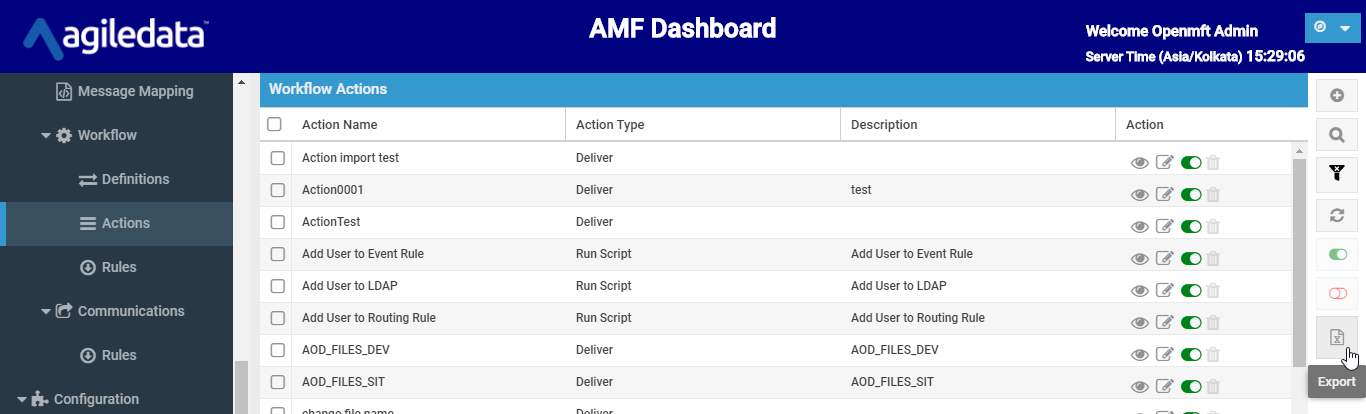 agiledata™
AMF Dashboard
Welcome Openmft Admin
Server Time (Asia/Kolkata) 15:29:06
Message Mapping
Workflow
Definitions
Actions
Rules
Communications
Rules
Configuration
Workflow Actions
Action Name Action Type Description Action
Action import test Deliver
Action0001 Deliver test
ActionTest Deliver
Add User to Event Rule Run Script Add User to Event Rule
Add User to LDAP Run Script Add User to LDAP
Add User to Routing Rule Run Script Add User to Routing Rule
AOD_FILES_DEV Deliver AOD_FILES_DEV
AOD_FILES_SIT Deliver AOD_FILES_SIT
change file name Deliver
Export